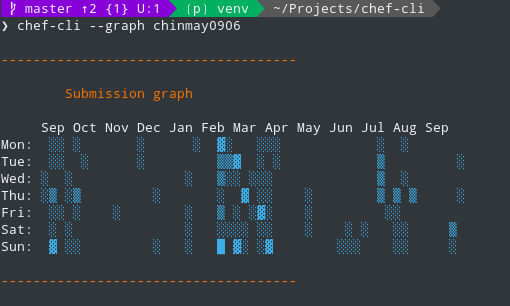 master ↑2 {1} U:1 (p) venv ~/Projects/chef-cli
❯ chef-cli --graph chinmay0906
-------------------------------------
Submission graph
Sep Oct Nov Dec Jan Feb Mar Apr May Jun Jul Aug Sep
Mon:
Tue:
Wed:
Thu:
Fri:
Sat:
Sun:
-------------------------------------